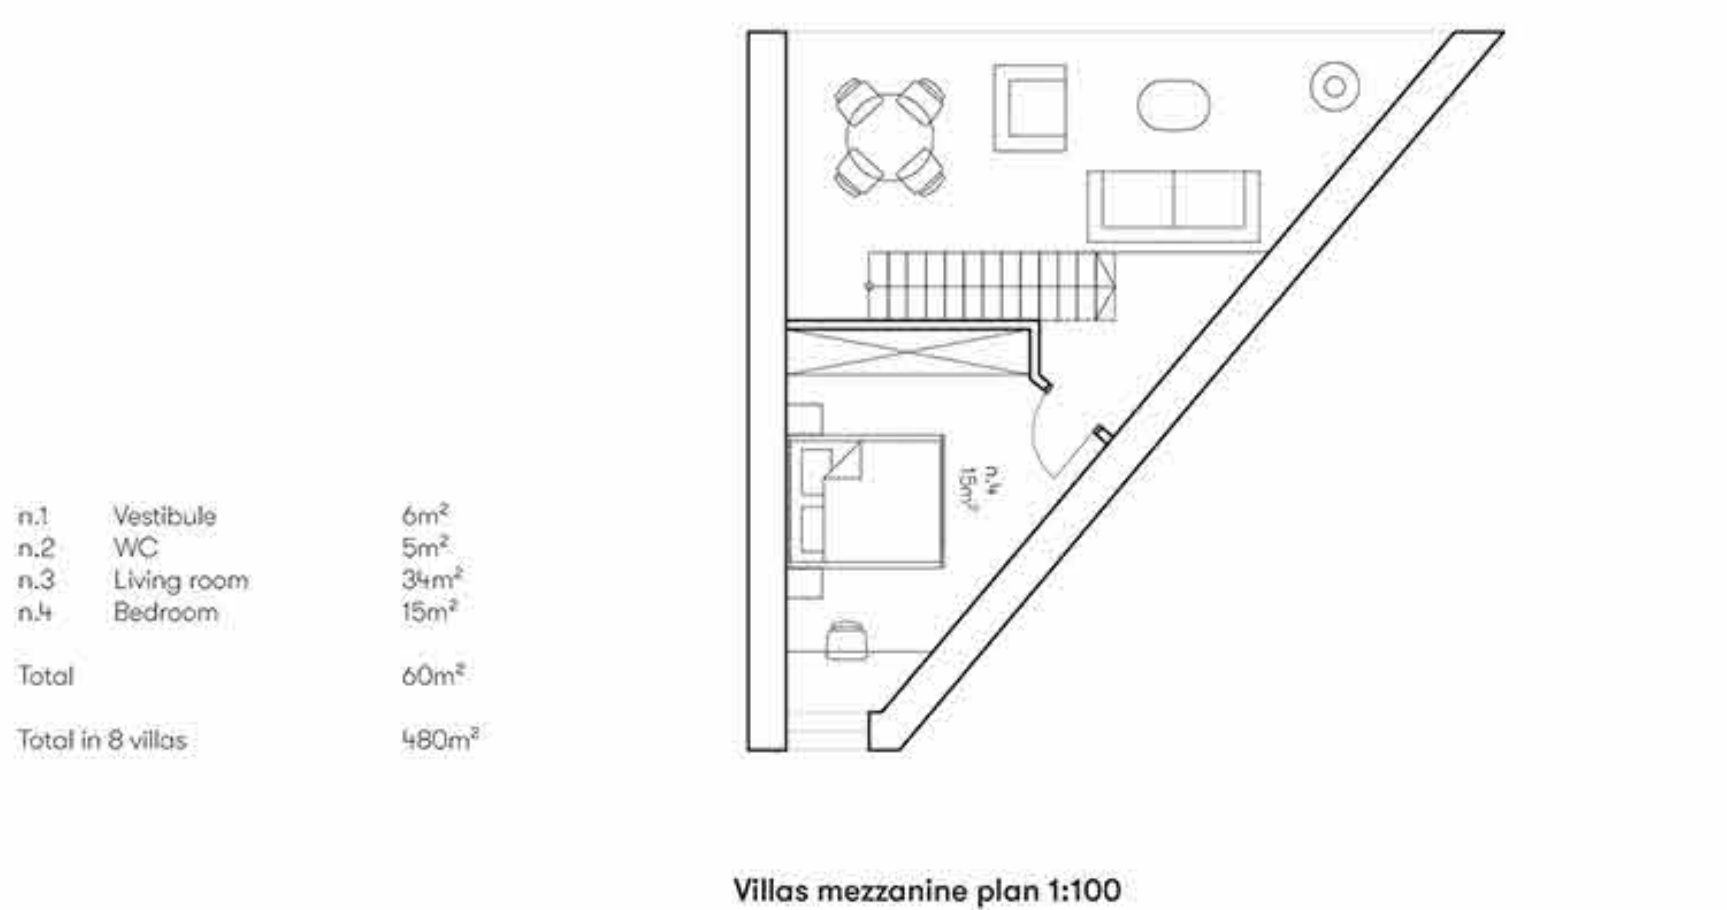 n.1 Vestibule 6m²
n.2 WC 5m²
n.3 Living room 34m²
n.4 Bedroom 15m²
Total 60m²
Total in 8 villas 480m²
n.4
15m²
Villas mezzanine plan 1:100